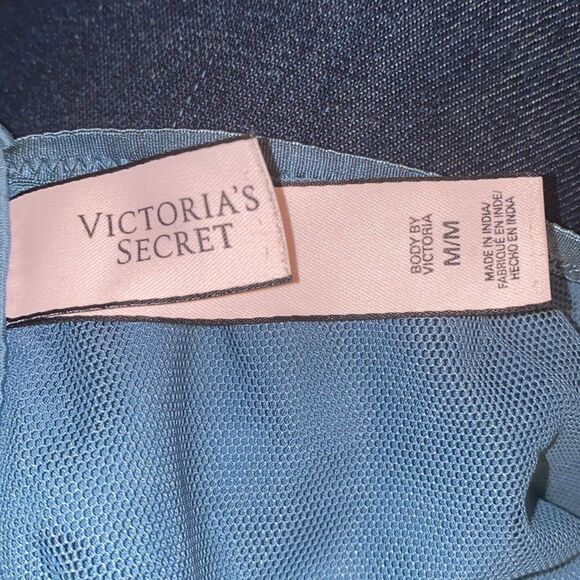 VICTORIA'S
SECRET
BODY BY
VICTORIA
M/M
MADE IN INDIA/
FABRIQUÉ EN INDE/
HECHO EN INDIA